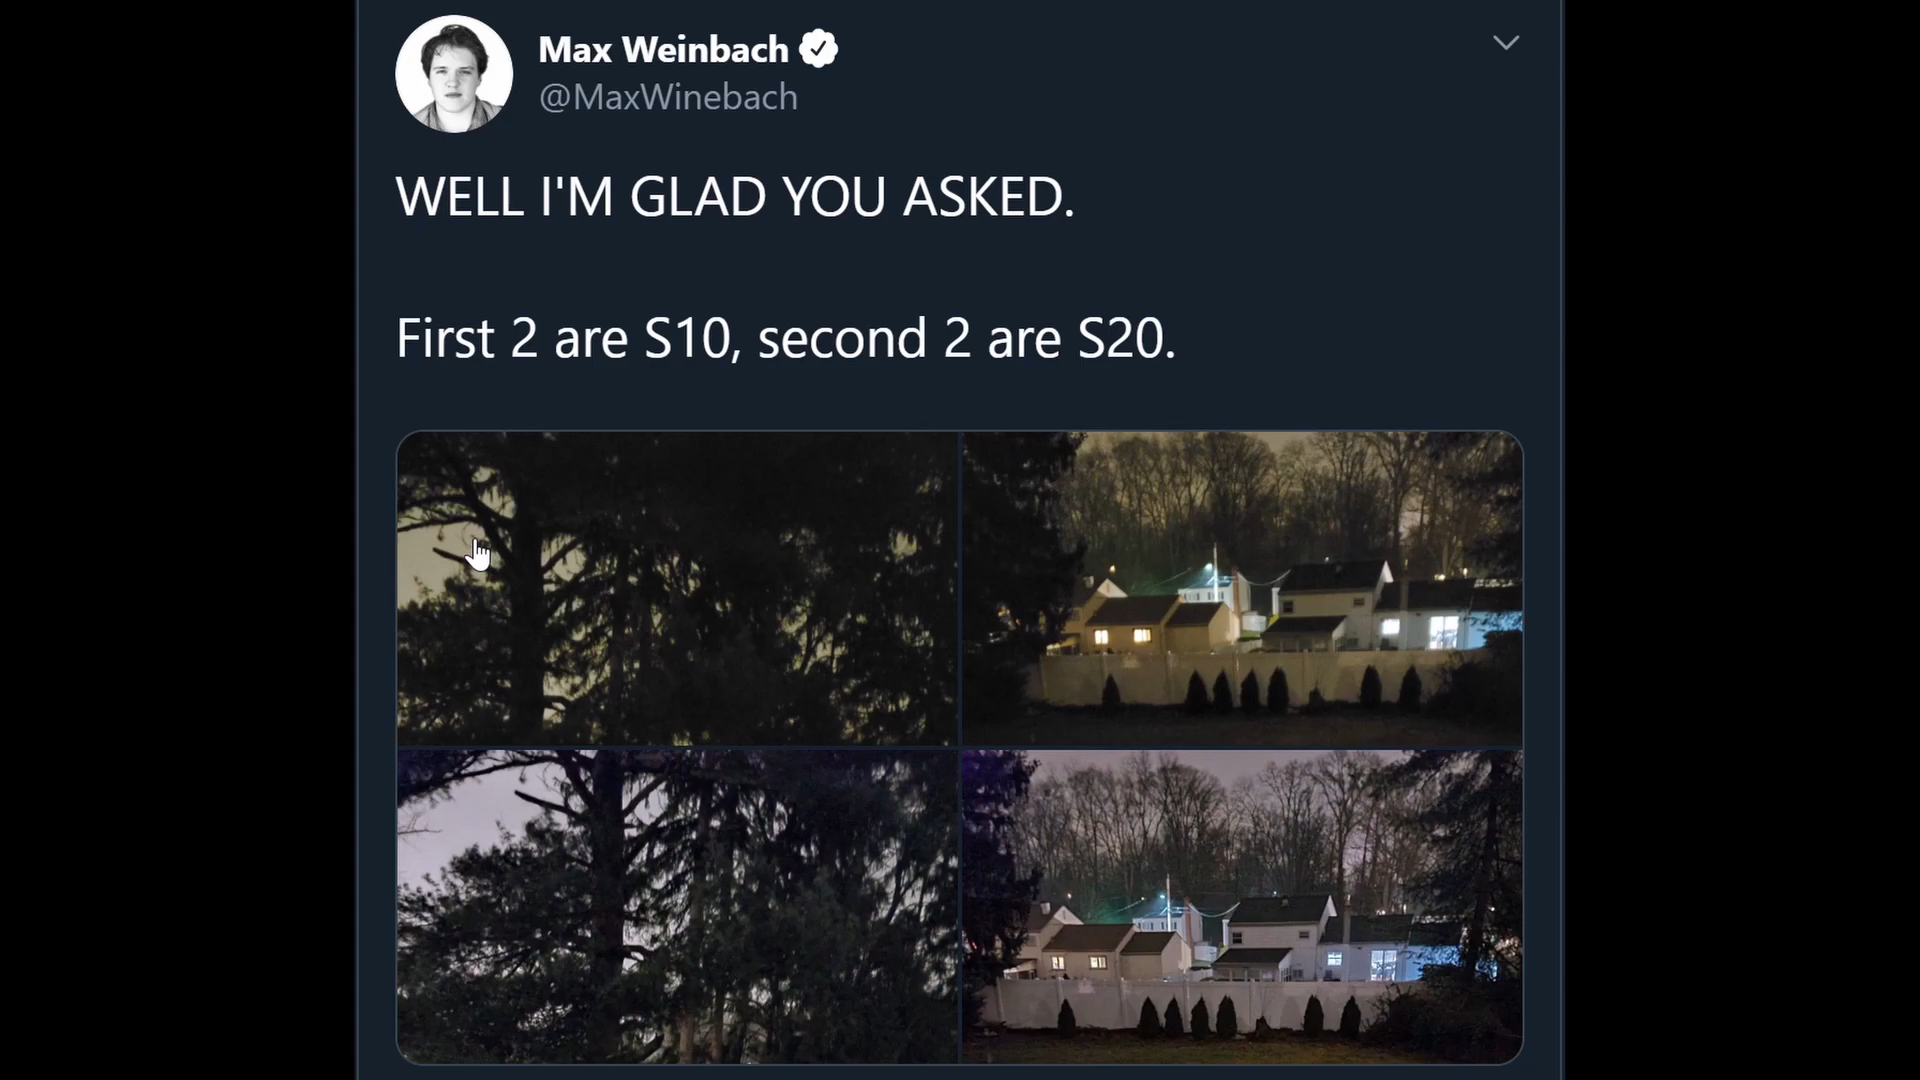 Max Weinbach
@MaxWinebach
WELL I'M GLAD YOU ASKED.
First 2 are S10, second 2 are S20.